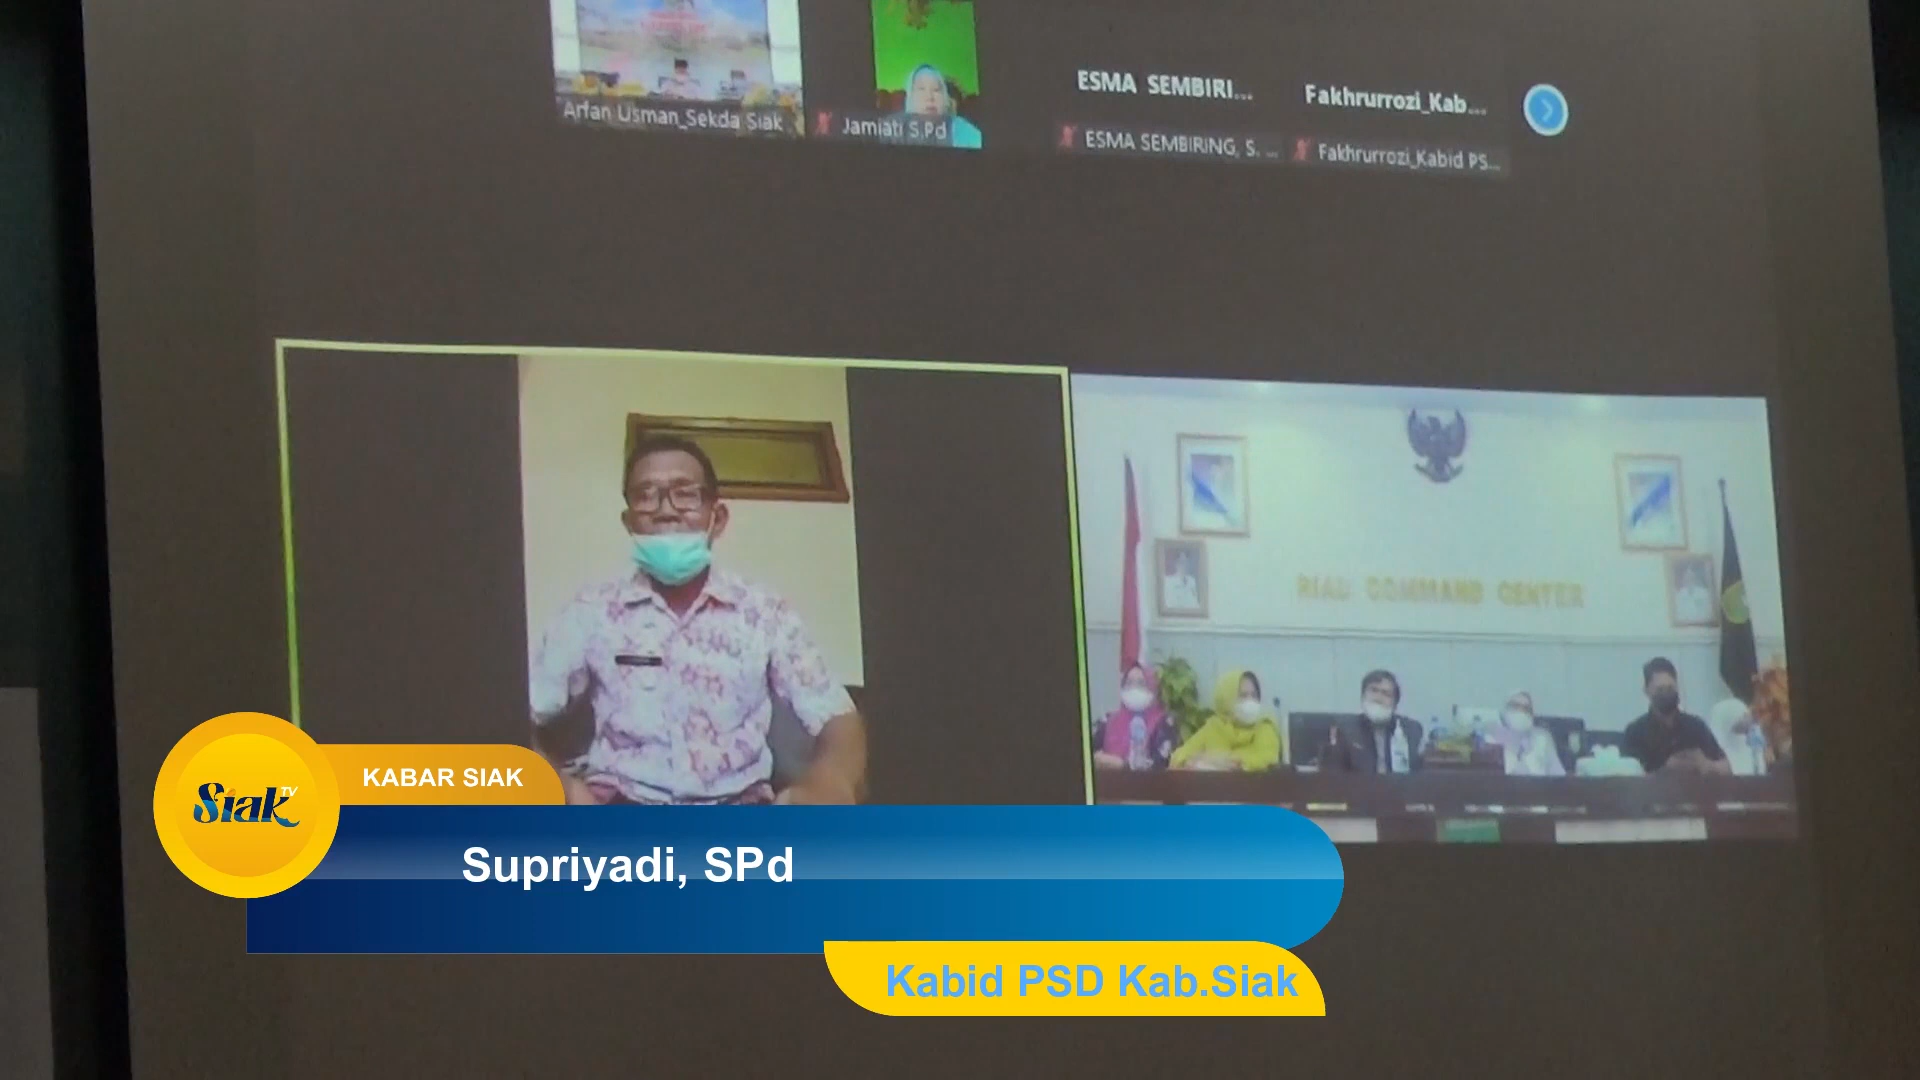 ESMA SEMBIRI...
Fakhrurrozi_Kab...
Arfan Usman_Sekda Siak
Jamiati S.Pd
ESMA SEMBIRING, S. ...
Fakhrurrozi_Kabid PS...
RIAU COMMAND CENTER
Siak TV
KABAR SIAK
Supriyadi, SPd
Kabid PSD Kab.Siak